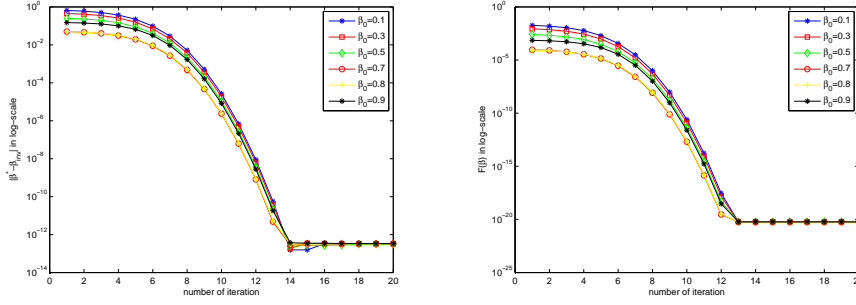 10^0
10^-2
10^-4
10^-6
10^-8
10^-10
10^-12
10^-14
|β^*-β_inv| in log-scale
0 2 4 6 8 10 12 14 16 18 20
number of iteration
β_0=0.1
β_0=0.3
β_0=0.5
β_0=0.7
β_0=0.8
β_0=0.9
10^0
10^-5
10^-10
10^-15
10^-20
10^-25
F(β) in log-scale
0 2 4 6 8 10 12 14 16 18 20
number of iteration
β_0=0.1
β_0=0.3
β_0=0.5
β_0=0.7
β_0=0.8
β_0=0.9